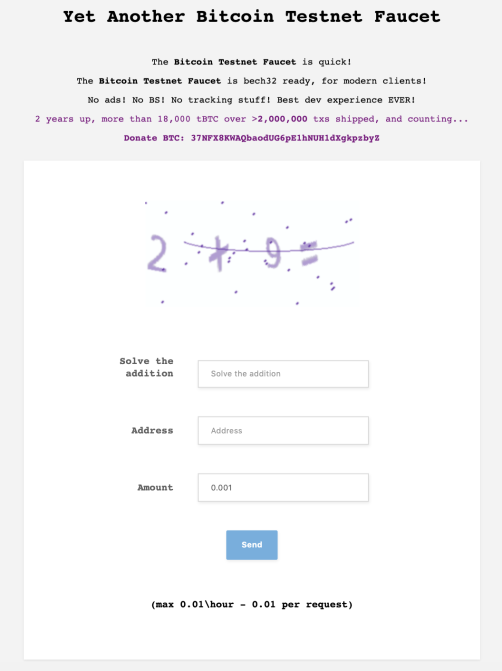 Yet Another Bitcoin Testnet Faucet
The Bitcoin Testnet Faucet is quick!
The Bitcoin Testnet Faucet is bech32 ready, for modern clients!
No ads! No BS! No tracking stuff! Best dev experience EVER!
2 years up, more than 18,000 tBTC over >2,000,000 txs shipped, and counting...
Donate BTC: 37NFX8KWAQbaodUG6pE1hNUH1dXgkpzbyZ
2 + 9 =
Solve the
addition
Solve the addition
Address
Address
Amount
0.001
Send
(max 0.01\hour - 0.01 per request)